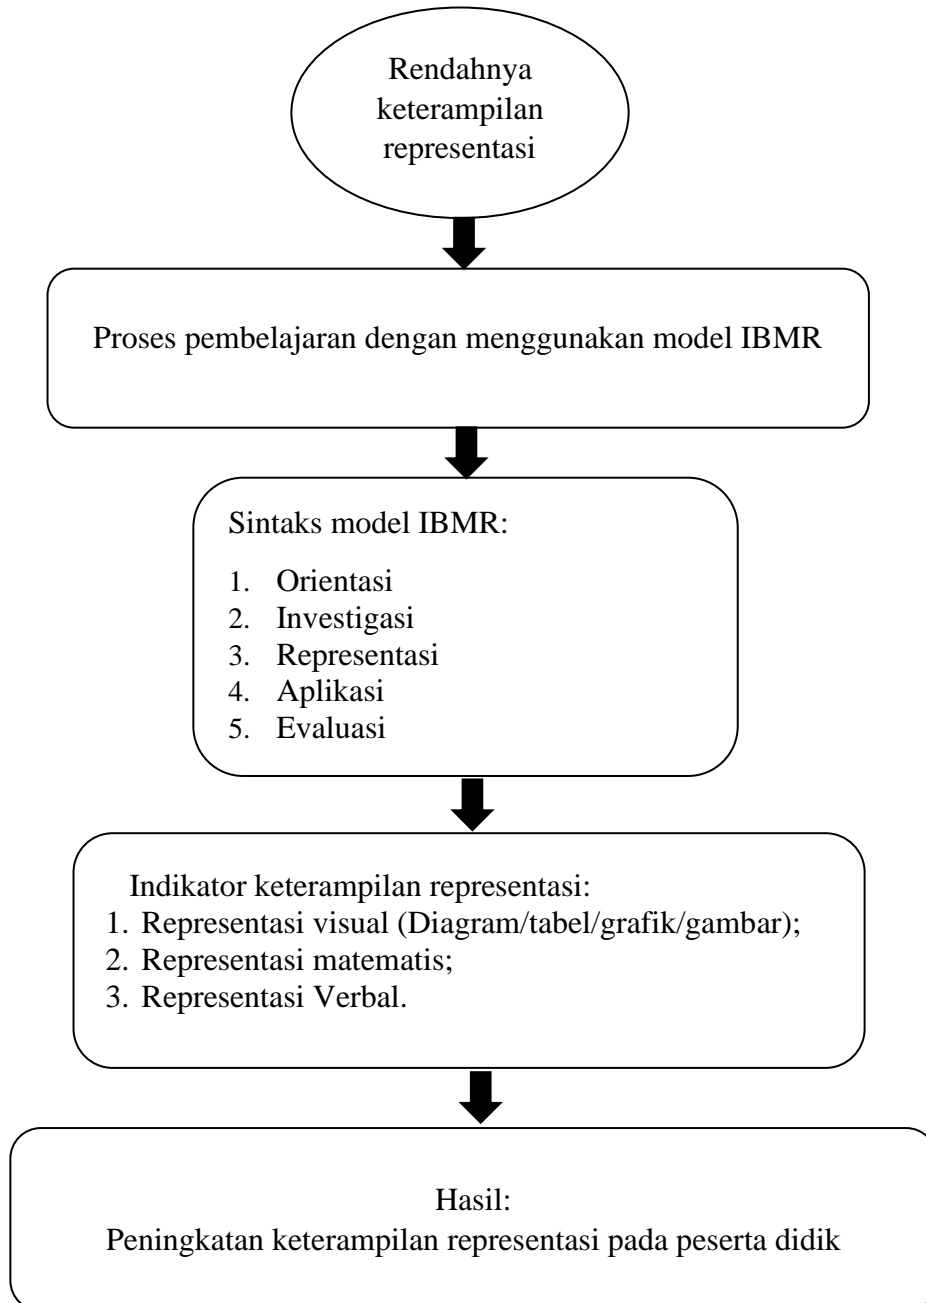 Rendahnya
keterampilan
representasi
Proses pembelajaran dengan menggunakan model IBMR
Sintaks model IBMR:
1. Orientasi
2. Investigasi
3. Representasi
4. Aplikasi
5. Evaluasi
Indikator keterampilan representasi:
1. Representasi visual (Diagram/tabel/grafik/gambar);
2. Representasi matematis;
3. Representasi Verbal.
Hasil:
Peningkatan keterampilan representasi pada peserta didik